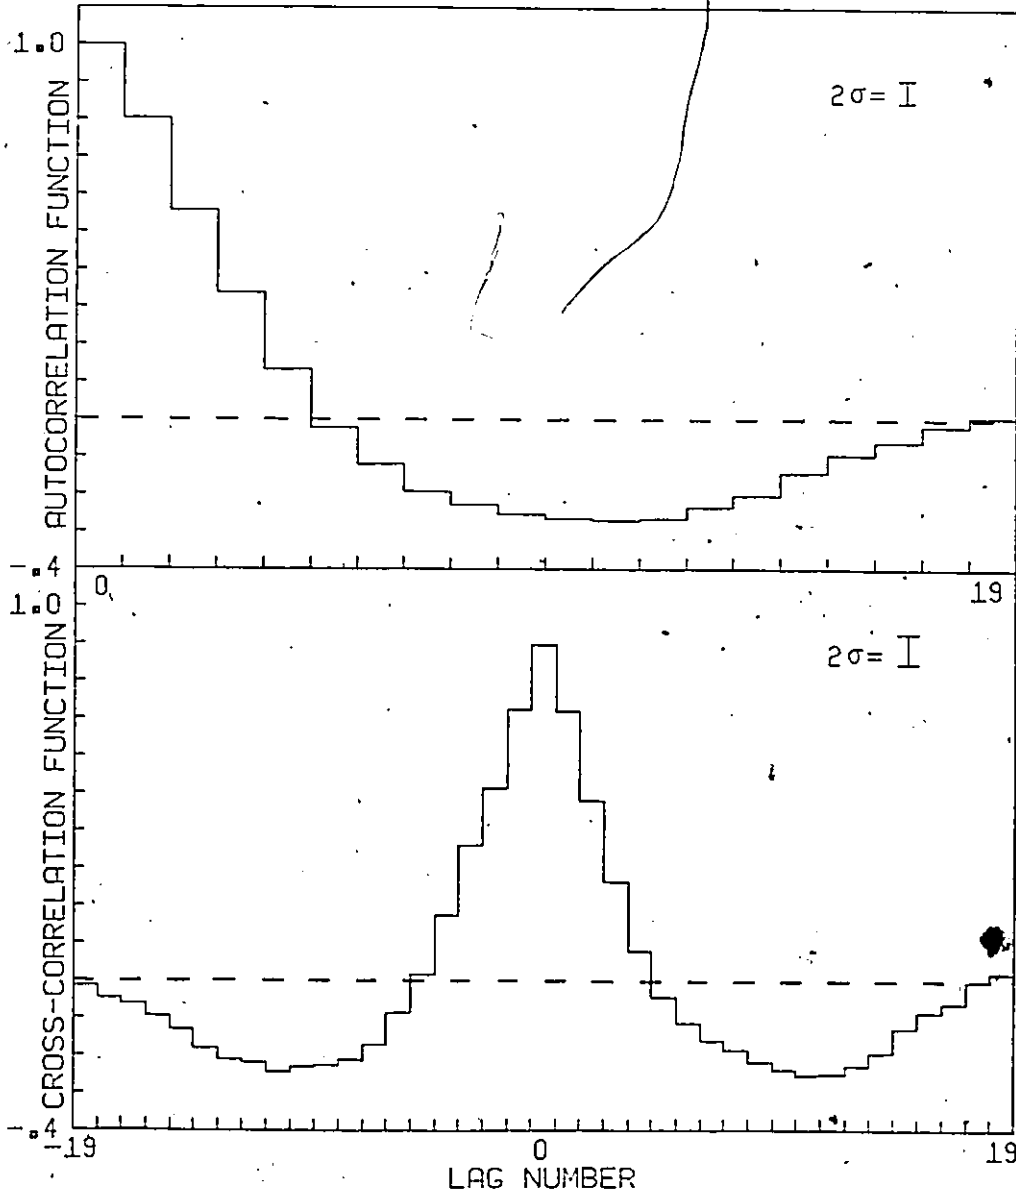 1.0
AUTOCORRELATION FUNCTION
2σ= I
-.4
0
19
1.0
CROSS-CORRELATION FUNCTION
2σ= I
-.4
-19
0
19
LAG NUMBER